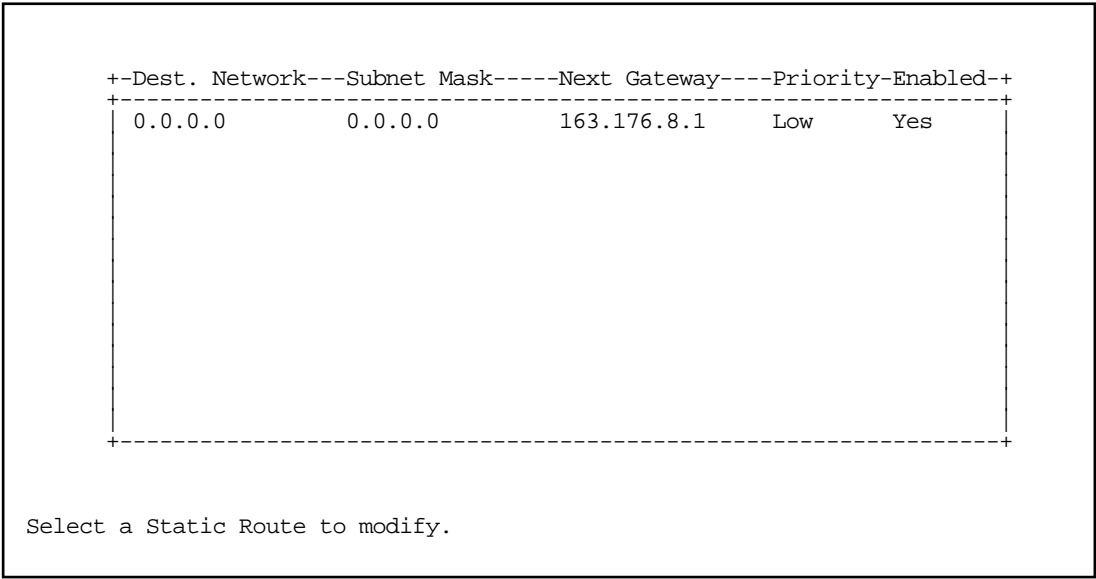 +-Dest. Network---Subnet Mask-----Next Gateway----Priority-Enabled-+
+------------------------------------------------------------------+
| 0.0.0.0         0.0.0.0         163.176.8.1     Low      Yes     |
+------------------------------------------------------------------+
Select a Static Route to modify.